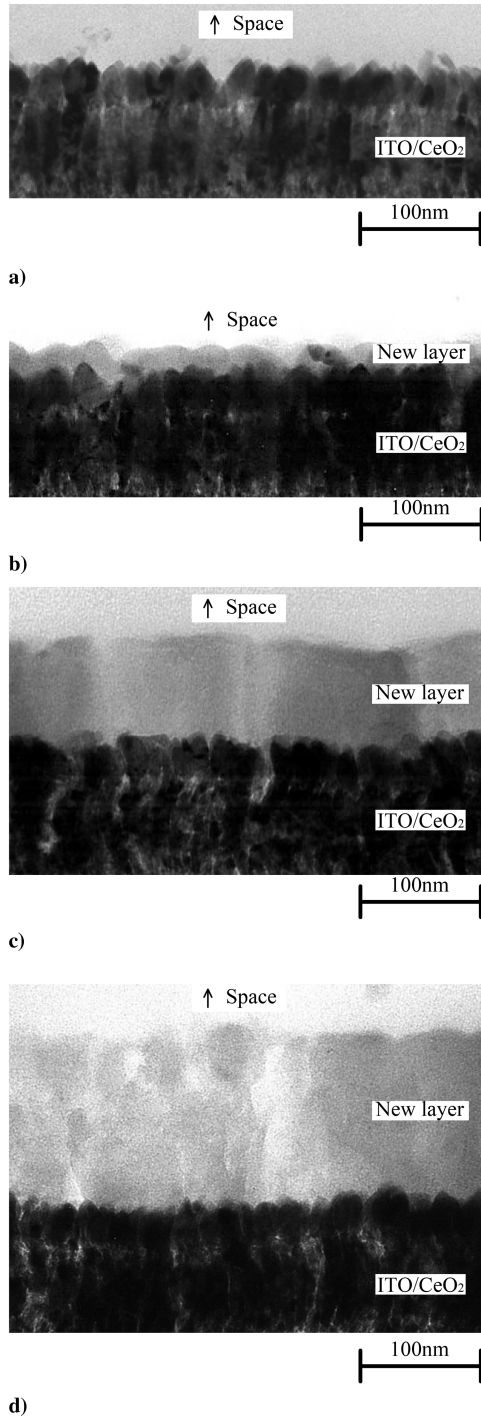 ↑ Space
ITO/CeO₂
100nm
a)
↑ Space
New layer
ITO/CeO₂
100nm
b)
↑ Space
New layer
ITO/CeO₂
100nm
c)
↑ Space
New layer
ITO/CeO₂
100nm
d)